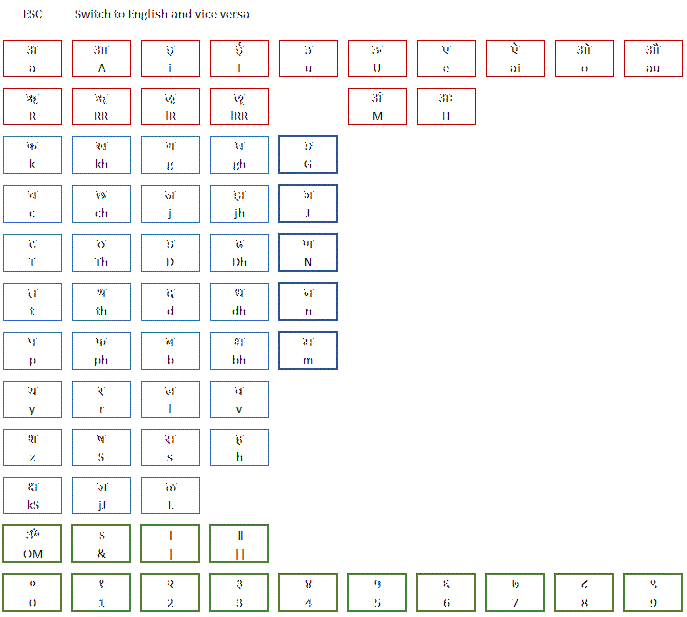 ESC Switch to English and vice versa
अ आ इ ई उ ऊ ए ऐ ओ औ
a A i I u U e ai o au
ऋ ॠ ऌ ॡ अं अः
R RR lR lRR M H
क ख ग घ ङ
k kh g gh G
च छ ज झ ञ
c ch j jh J
ट ठ ड ढ ण
T Th D Dh N
त थ द ध न
t th d dh n
प फ ब भ म
p ph b bh m
य र ल व
y r l v
श ष स ह
z S s h
क्ष ज्ञ ळ
kS jJ L
ॐ ऽ । ॥
OM & | ||
० १ २ ३ ४ ५ ६ ७ ८ ९
0 1 2 3 4 5 6 7 8 9